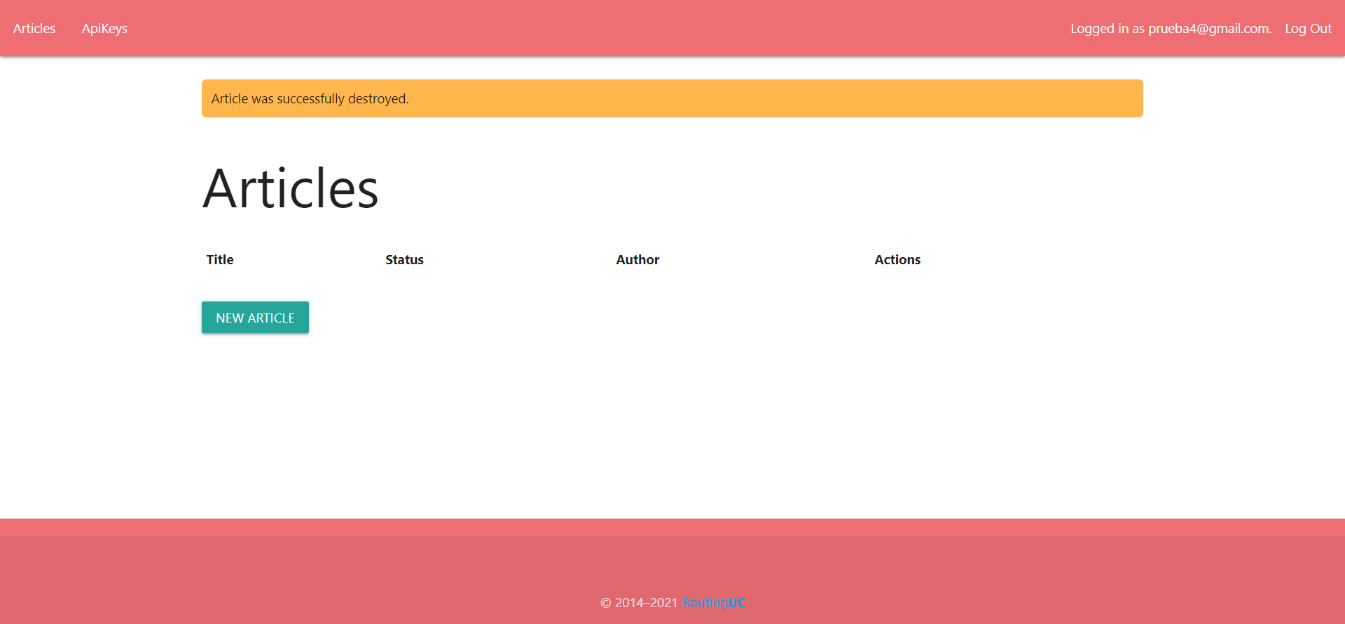 Articles ApiKeys Logged in as prueba4@gmail.com. Log Out
Article was successfully destroyed.
Articles
Title Status Author Actions
NEW ARTICLE
© 2014–2021 RoutingUC